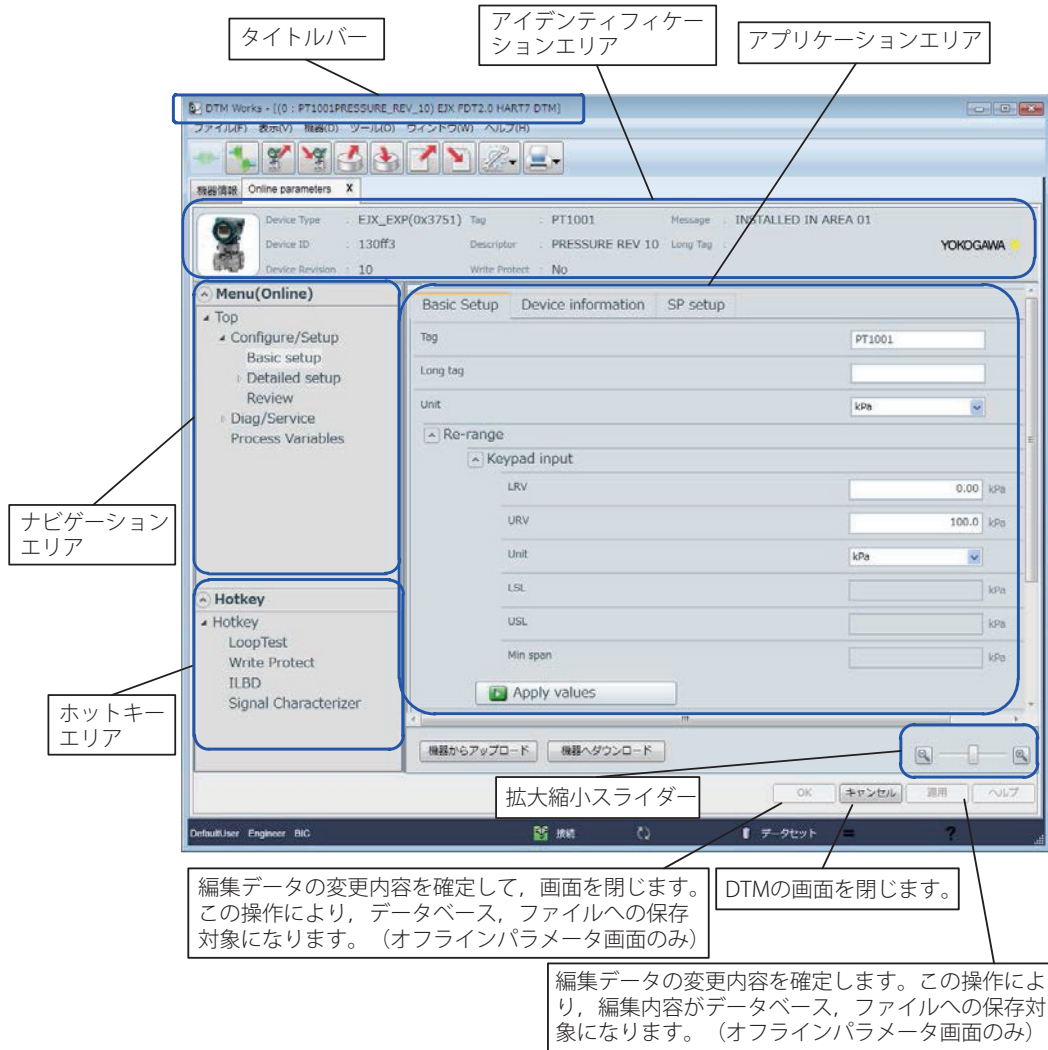 タイトルバー
アイデンティフィケー
ションエリア
アプリケーションエリア
DTM Works - [(0 : PT1001PRESSURE_REV_10) EJX FDT2.0 HART7 DTM]
ファイル(F) 表示(V) 機器(D) ツール(O) ウィンドウ(W) ヘルプ(H)
機器情報 Online parameters X
Device Type : EJX_EXP(0x3751) Tag : PT1001 Message : INSTALLED IN AREA 01
Device ID : 130ff3 Descriptor : PRESSURE REV 10 Long Tag :
YOKOGAWA
Device Revision : 10 Write Protect : No
Menu(Online)
Top
Configure/Setup
Basic setup
Detailed setup
Review
Diag/Service
Process Variables
Basic Setup Device information SP setup
Tag PT1001
Long tag
Unit kPa
Re-range
Keypad input
LRV 0.00 kPa
URV 100.0 kPa
Unit kPa
LSL kPa
USL kPa
Min span kPa
Apply values
ナビゲーション
エリア
Hotkey
Hotkey
LoopTest
Write Protect
ILBD
Signal Characterizer
ホットキー
エリア
機器からアップロード 機器へダウンロード
拡大縮小スライダー
OK キャンセル 適用 ヘルプ
DefaultUser Engineer BIC 接続 データセット ?
編集データの変更内容を確定して，画面を閉じます。
この操作により，データベース，ファイルへの保存
対象になります。（オフラインパラメータ画面のみ）
DTMの画面を閉じます。
編集データの変更内容を確定します。この操作によ
り，編集内容がデータベース，ファイルへの保存対
象になります。（オフラインパラメータ画面のみ）